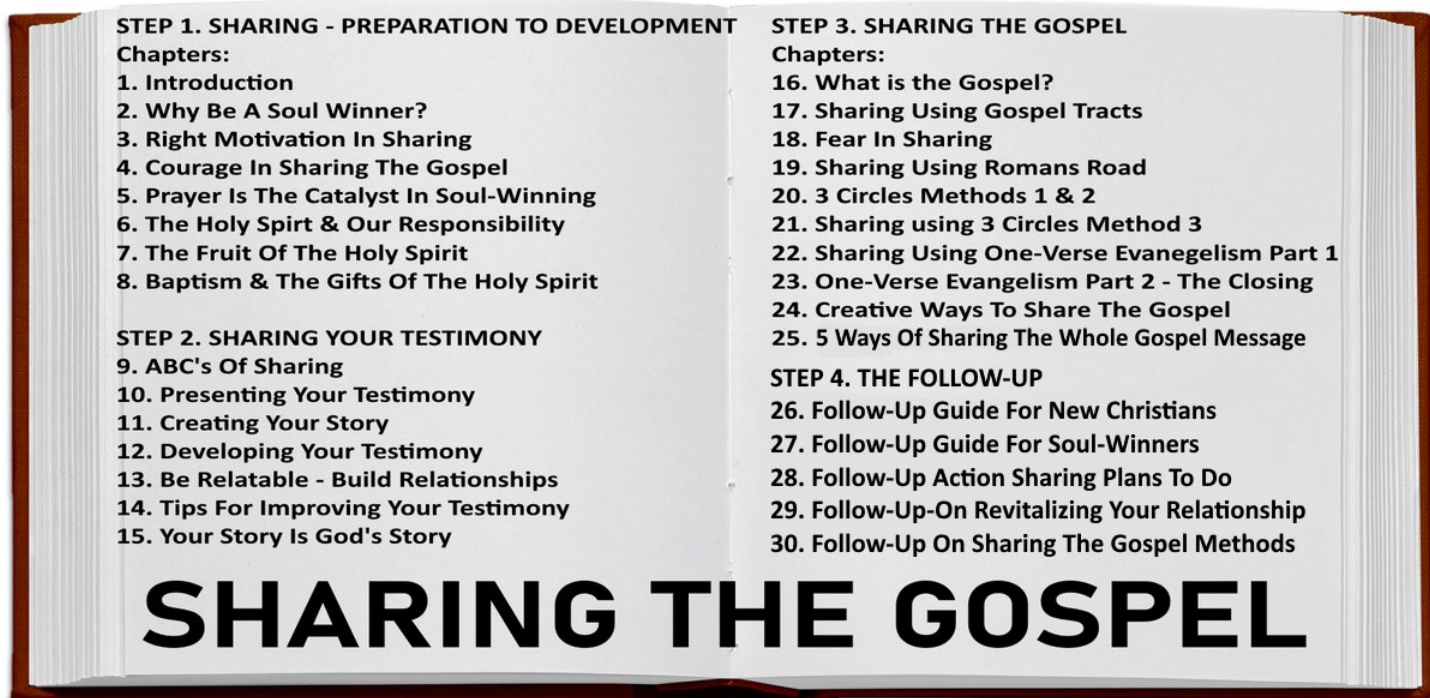 STEP 1. SHARING - PREPARATION TO DEVELOPMENT
Chapters:
1. Introduction
2. Why Be A Soul Winner?
3. Right Motivation In Sharing
4. Courage In Sharing The Gospel
5. Prayer Is The Catalyst In Soul-Winning
6. The Holy Spirt & Our Responsibility
7. The Fruit Of The Holy Spirit
8. Baptism & The Gifts Of The Holy Spirit
STEP 2. SHARING YOUR TESTIMONY
9. ABC's Of Sharing
10. Presenting Your Testimony
11. Creating Your Story
12. Developing Your Testimony
13. Be Relatable - Build Relationships
14. Tips For Improving Your Testimony
15. Your Story Is God's Story
STEP 3. SHARING THE GOSPEL
Chapters:
16. What is the Gospel?
17. Sharing Using Gospel Tracts
18. Fear In Sharing
19. Sharing Using Romans Road
20. 3 Circles Methods 1 & 2
21. Sharing using 3 Circles Method 3
22. Sharing Using One-Verse Evanegelism Part 1
23. One-Verse Evangelism Part 2 - The Closing
24. Creative Ways To Share The Gospel
25. 5 Ways Of Sharing The Whole Gospel Message
STEP 4. THE FOLLOW-UP
26. Follow-Up Guide For New Christians
27. Follow-Up Guide For Soul-Winners
28. Follow-Up Action Sharing Plans To Do
29. Follow-Up-On Revitalizing Your Relationship
30. Follow-Up On Sharing The Gospel Methods
SHARING THE GOSPEL